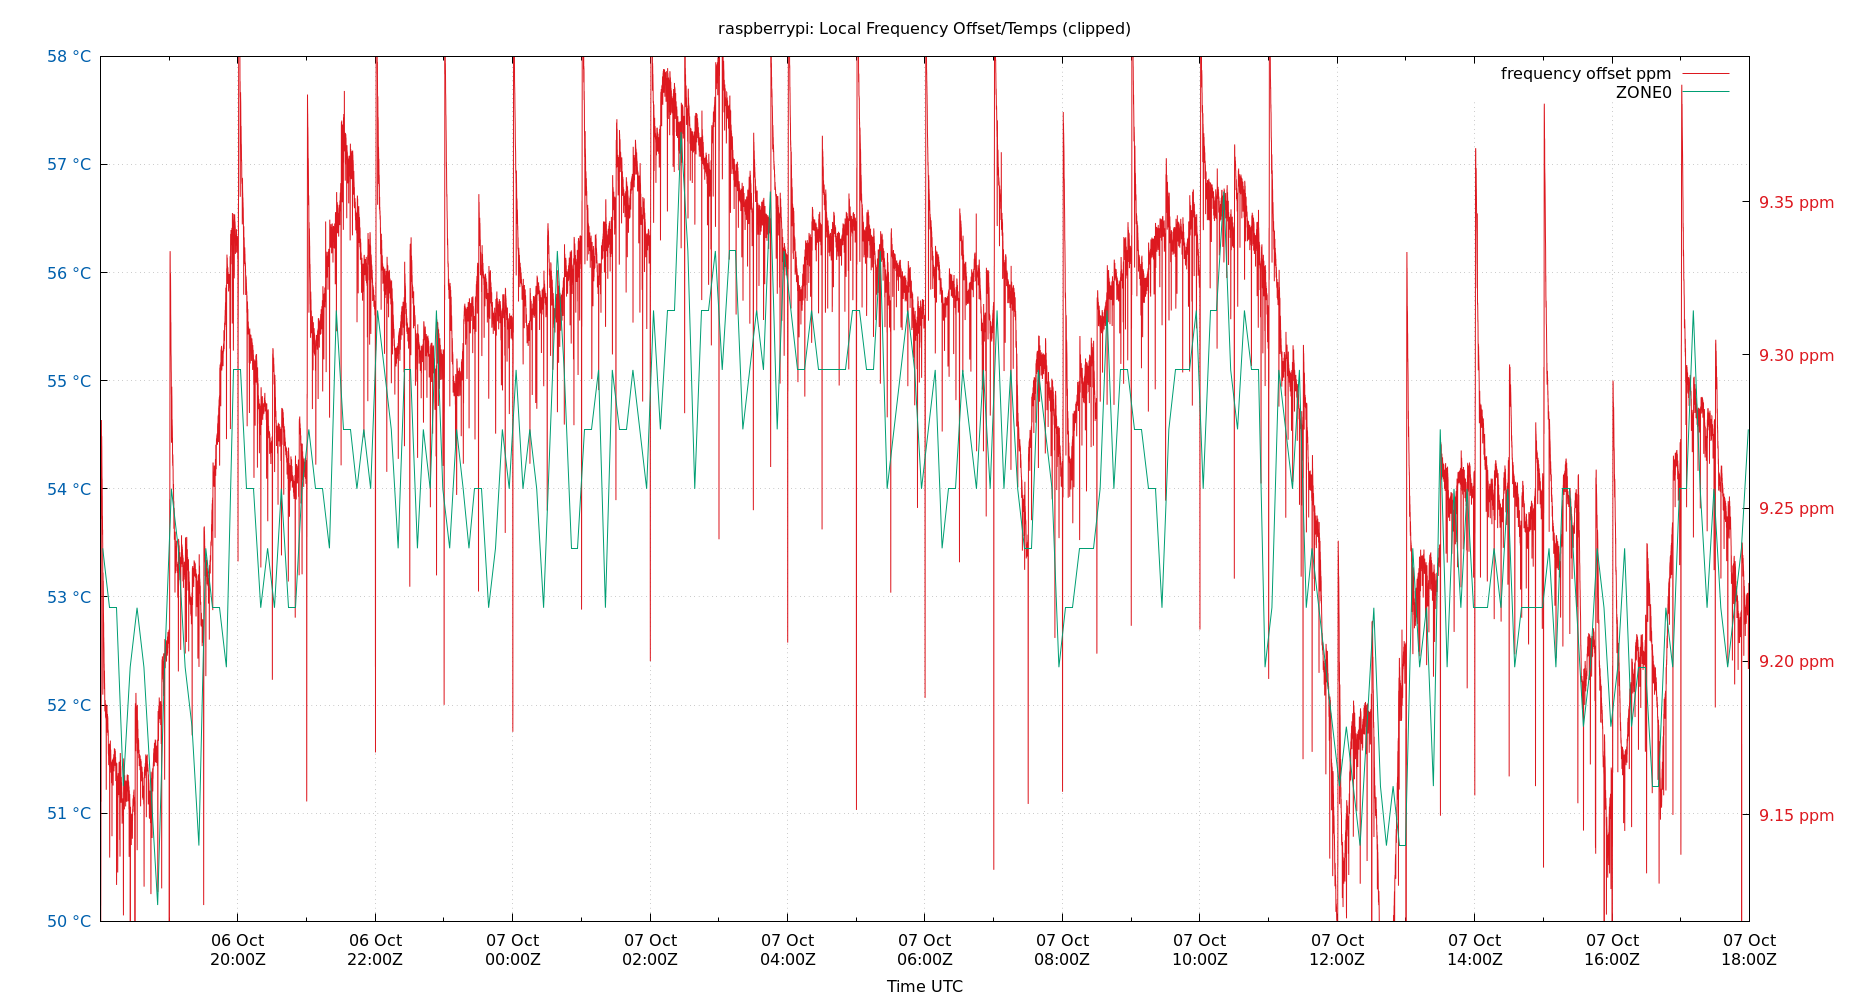 raspberrypi: Local Frequency Offset/Temps (clipped)
frequency offset ppm
ZONE0
58 °C
57 °C
56 °C
55 °C
54 °C
53 °C
52 °C
51 °C
50 °C
9.35 ppm
9.30 ppm
9.25 ppm
9.20 ppm
9.15 ppm
06 Oct 06 Oct 07 Oct 07 Oct 07 Oct 07 Oct 07 Oct 07 Oct 07 Oct 07 Oct 07 Oct 07 Oct
20:00Z 22:00Z 00:00Z 02:00Z 04:00Z 06:00Z 08:00Z 10:00Z 12:00Z 14:00Z 16:00Z 18:00Z
Time UTC